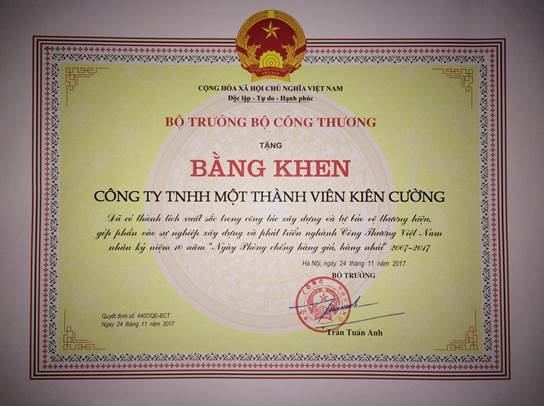 CỘNG HÒA XÃ HỘI CHỦ NGHĨA VIỆT NAM
Độc lập - Tự do - Hạnh phúc
BỘ TRƯỞNG BỘ CÔNG THƯƠNG
TẶNG
BẰNG KHEN
CÔNG TY TNHH MỘT THÀNH VIÊN KIÊN CƯỜNG
Đã có thành tích xuất sắc trong công tác xây dựng và tự bảo vệ thương hiệu,
góp phần vào sự nghiệp xây dựng và phát triển nghành Công Thương Việt Nam
nhân kỷ niệm 10 năm "Ngày Phòng chống hàng giả, hàng nhái" 2007-2017
Hà Nội, ngày 24 tháng 11 năm 2017
BỘ TRƯỞNG
Quyết định số: 4407/QĐ-BCT
Ngày 24 tháng 11 năm 2017
Trần Tuấn Anh